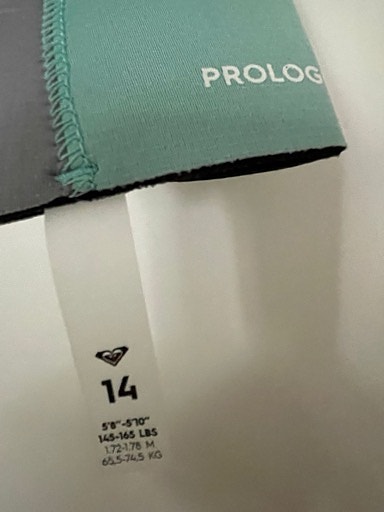 PROLOG
14
5'8"-5'10"
145-165 LBS
1.72-1.78 M
65,5-74,5 KG